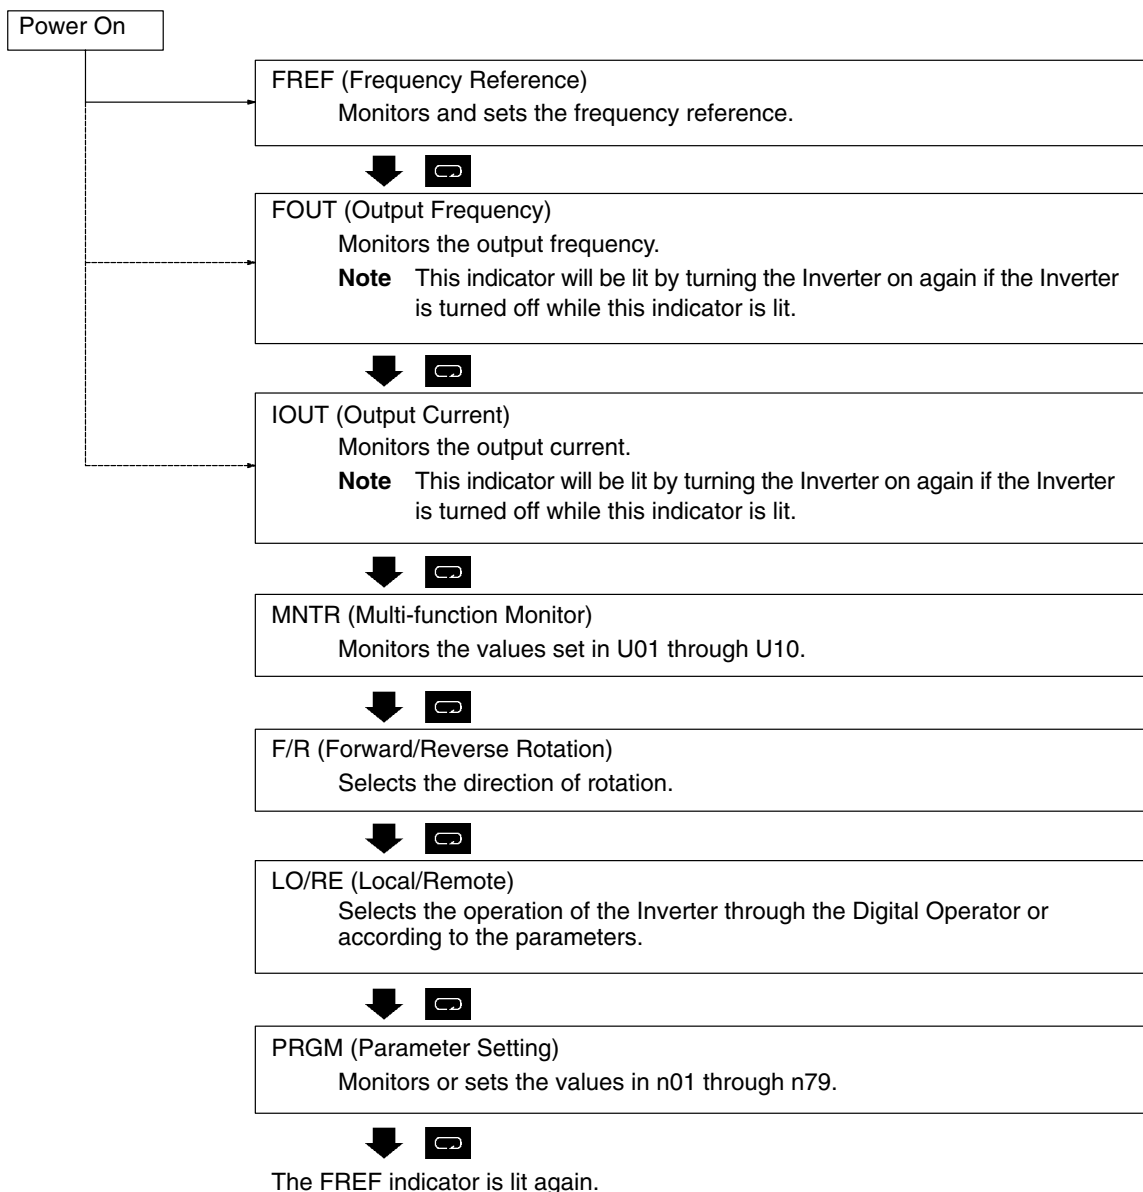 Power On
FREF (Frequency Reference)
Monitors and sets the frequency reference.
FOUT (Output Frequency)
Monitors the output frequency.
Note This indicator will be lit by turning the Inverter on again if the Inverter
is turned off while this indicator is lit.
IOUT (Output Current)
Monitors the output current.
Note This indicator will be lit by turning the Inverter on again if the Inverter
is turned off while this indicator is lit.
MNTR (Multi-function Monitor)
Monitors the values set in U01 through U10.
F/R (Forward/Reverse Rotation)
Selects the direction of rotation.
LO/RE (Local/Remote)
Selects the operation of the Inverter through the Digital Operator or
according to the parameters.
PRGM (Parameter Setting)
Monitors or sets the values in n01 through n79.
The FREF indicator is lit again.